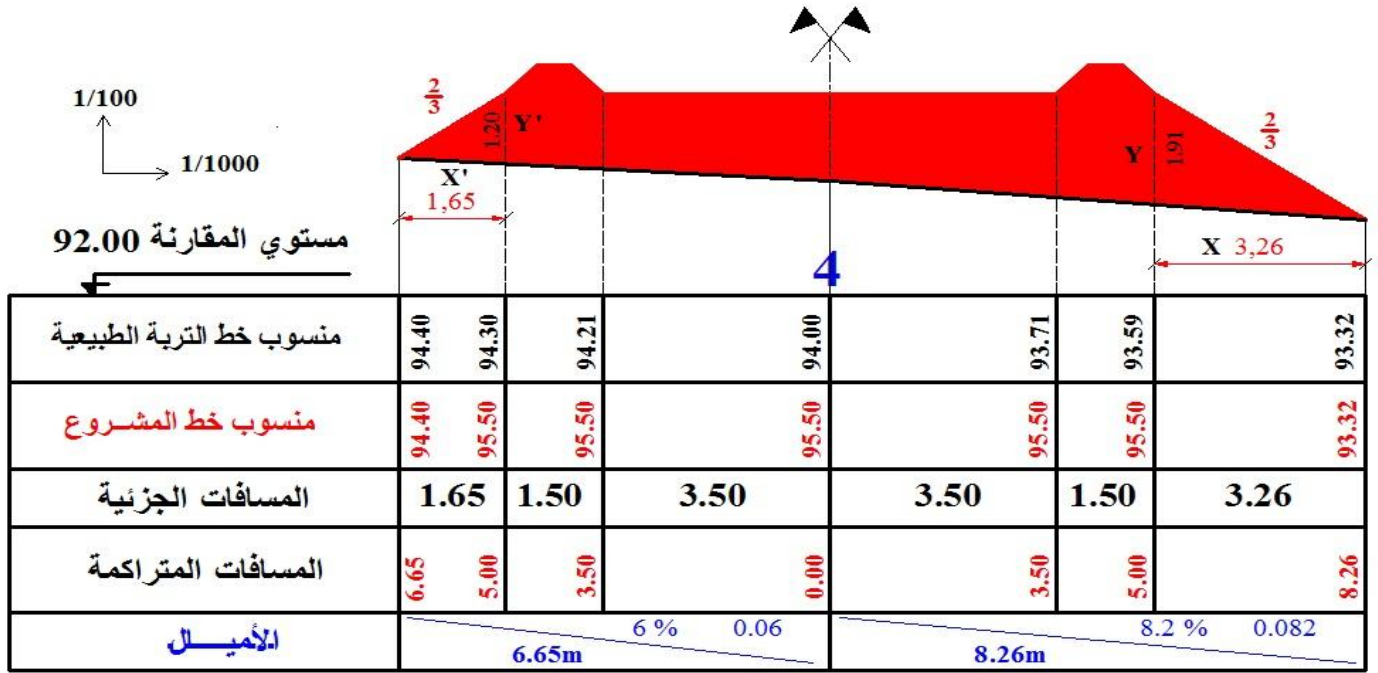 1/100
1/1000
2/3
1.20
Y'
Y
1.91
2/3
X'
1,65
X 3,26
مستوي المقارنة 92.00
4
منسوب خط التربة الطبيعية 94.40 94.30 94.21 94.00 93.71 93.59 93.32
منسوب خط المشــروع 94.40 95.50 95.50 95.50 95.50 95.50 93.32
المسافات الجزئية 1.65 1.50 3.50 3.50 1.50 3.26
المسافات المتراكمة 6.65 5.00 3.50 0.00 3.50 5.00 8.26
الأميــــال 6 % 0.06 8.2 % 0.082
6.65m 8.26m